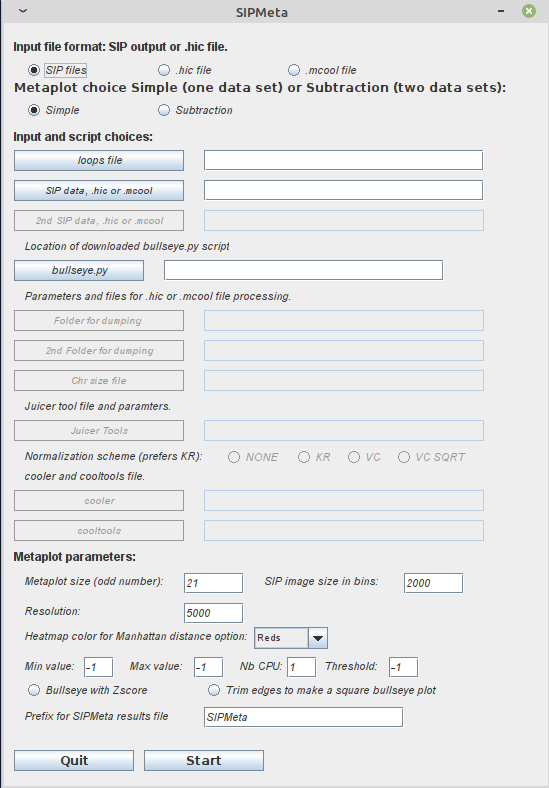 SIPMeta
Input file format: SIP output or .hic file.
SIP files .hic file .mcool file
Metaplot choice Simple (one data set) or Subtraction (two data sets):
Simple Subtraction
Input and script choices:
loops file
SIP data, .hic or .mcool
2nd SIP data, .hic or .mcool
Location of downloaded bullseye.py script
bullseye.py
Parameters and files for .hic or .mcool file processing.
Folder for dumping
2nd Folder for dumping
Chr size file
Juicer tool file and paramters.
Juicer Tools
Normalization scheme (prefers KR): NONE KR VC VC SQRT
cooler and cooltools file.
cooler
cooltools
Metaplot parameters:
Metaplot size (odd number): 21 SIP image size in bins: 2000
Resolution: 5000
Heatmap color for Manhattan distance option: Reds
Min value: -1 Max value: -1 Nb CPU: 1 Threshold: -1
Bullseye with Zscore Trim edges to make a square bullseye plot
Prefix for SIPMeta results file SIPMeta
Quit Start